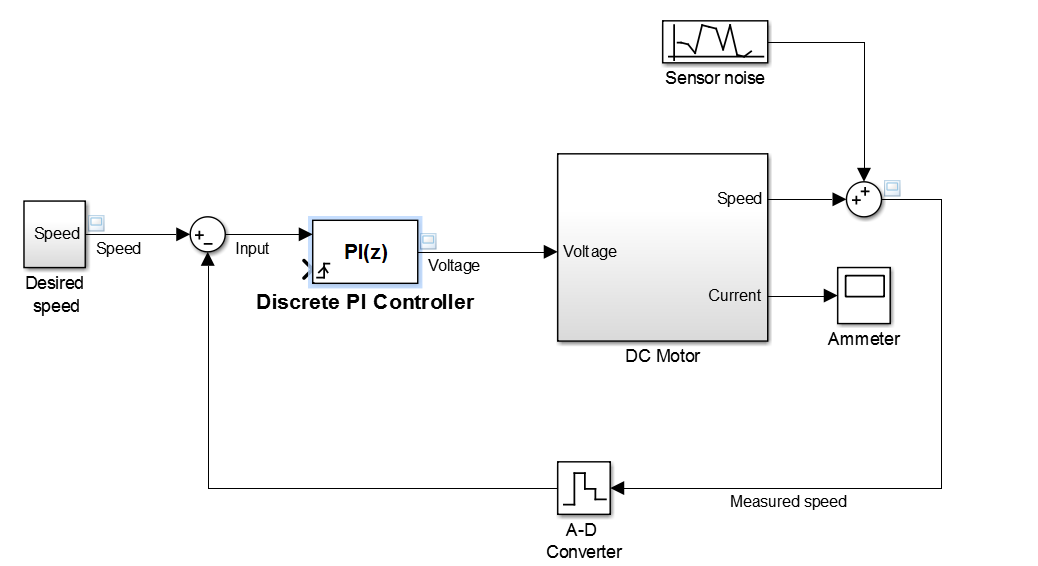 Sensor noise
Speed
Speed
Desired
speed
+
−
Input
PI(z)
Discrete PI Controller
Voltage
Voltage
Speed
Current
DC Motor
+
+
Ammeter
Measured speed
A-D
Converter